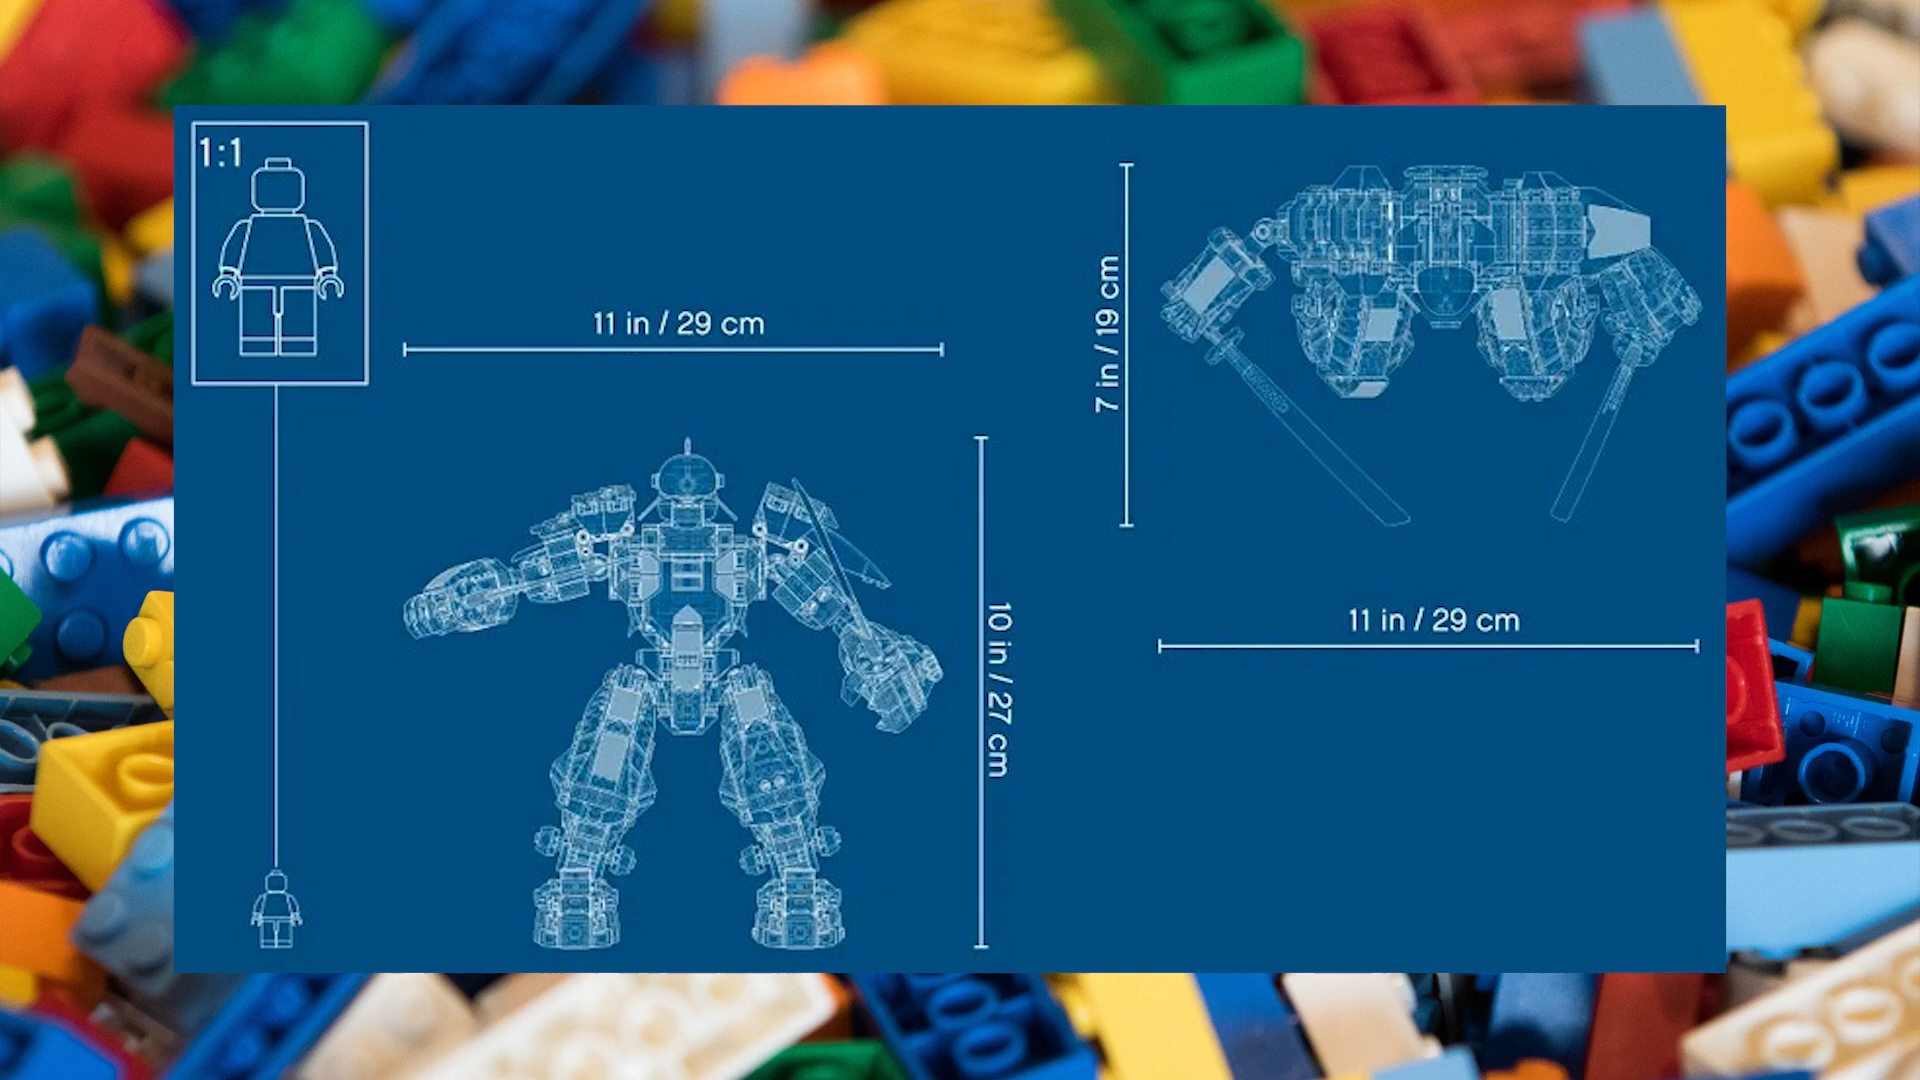 1:1
11 in / 29 cm
10 in / 27 cm
7 in / 19 cm
11 in / 29 cm